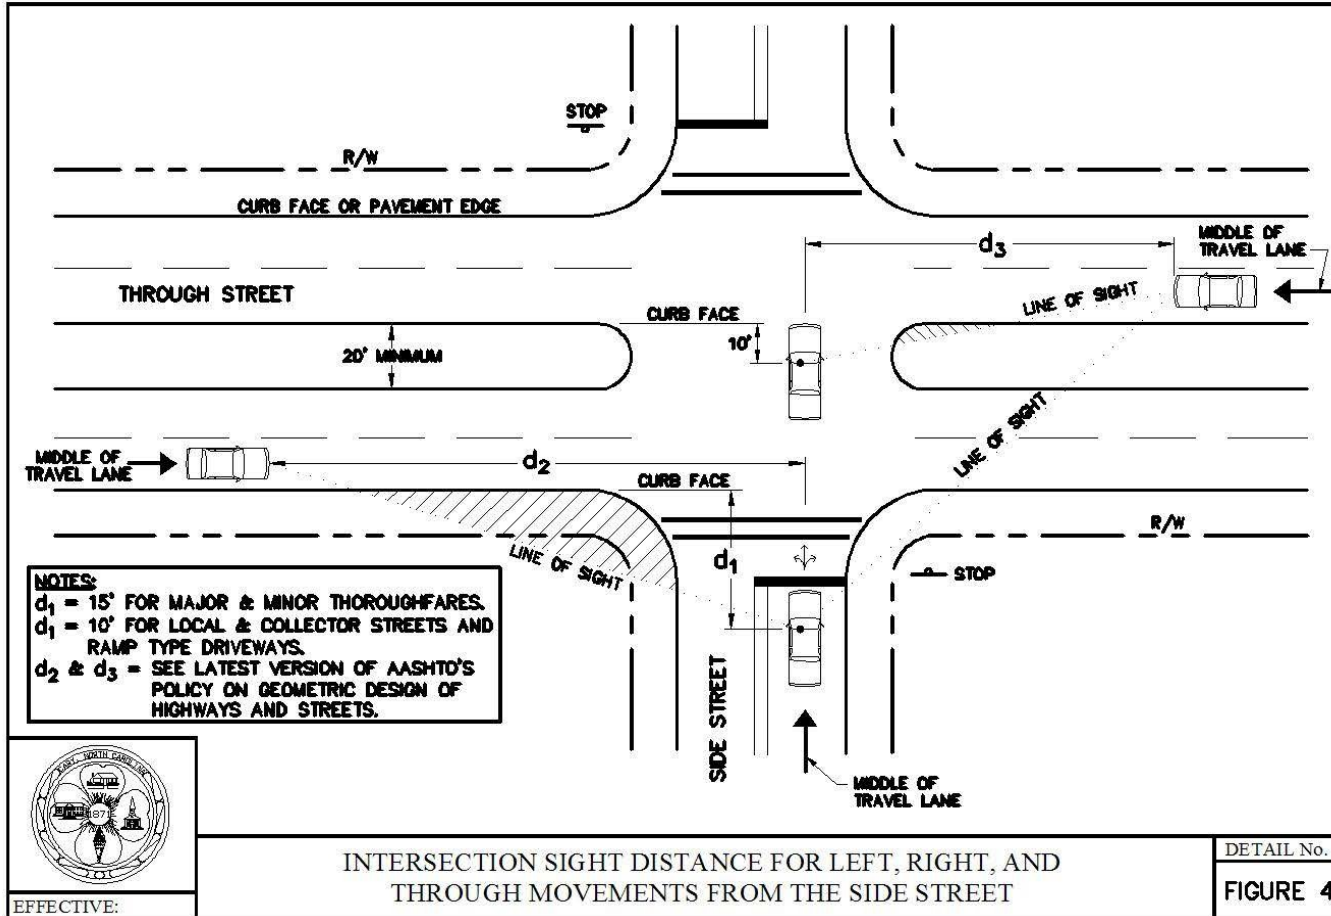 STOP
R/W
CURB FACE OR PAVEMENT EDGE
d3
MIDDLE OF
TRAVEL LANE
THROUGH STREET
LINE OF SIGHT
CURB FACE
10'
20' MINIMUM
LINE OF SIGHT
MIDDLE OF
TRAVEL LANE
d2
CURB FACE
R/W
d1
LINE OF SIGHT
STOP
NOTES:
d1 = 15' FOR MAJOR & MINOR THOROUGHFARES.
d1 = 10' FOR LOCAL & COLLECTOR STREETS AND
RAMP TYPE DRIVEWAYS.
d2 & d3 = SEE LATEST VERSION OF AASHTO'S
POLICY ON GEOMETRIC DESIGN OF
HIGHWAYS AND STREETS.
SIDE STREET
MIDDLE OF
TRAVEL LANE
CARY, NORTH CAROLINA
1871
INTERSECTION SIGHT DISTANCE FOR LEFT, RIGHT, AND
THROUGH MOVEMENTS FROM THE SIDE STREET
DETAIL No.
FIGURE 4
EFFECTIVE: